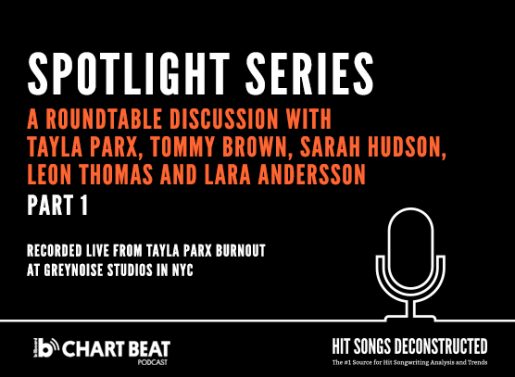 SPOTLIGHT SERIES
A ROUNDTABLE DISCUSSION WITH
TAYLA PARX, TOMMY BROWN, SARAH HUDSON,
LEON THOMAS AND LARA ANDERSSON
PART 1
RECORDED LIVE FROM TAYLA PARX BURNOUT
AT GREYNOISE STUDIOS IN NYC
billboard b CHART BEAT
PODCAST
HIT SONGS DECONSTRUCTED
The #1 Source for Hit Songwriting Analysis and Trends